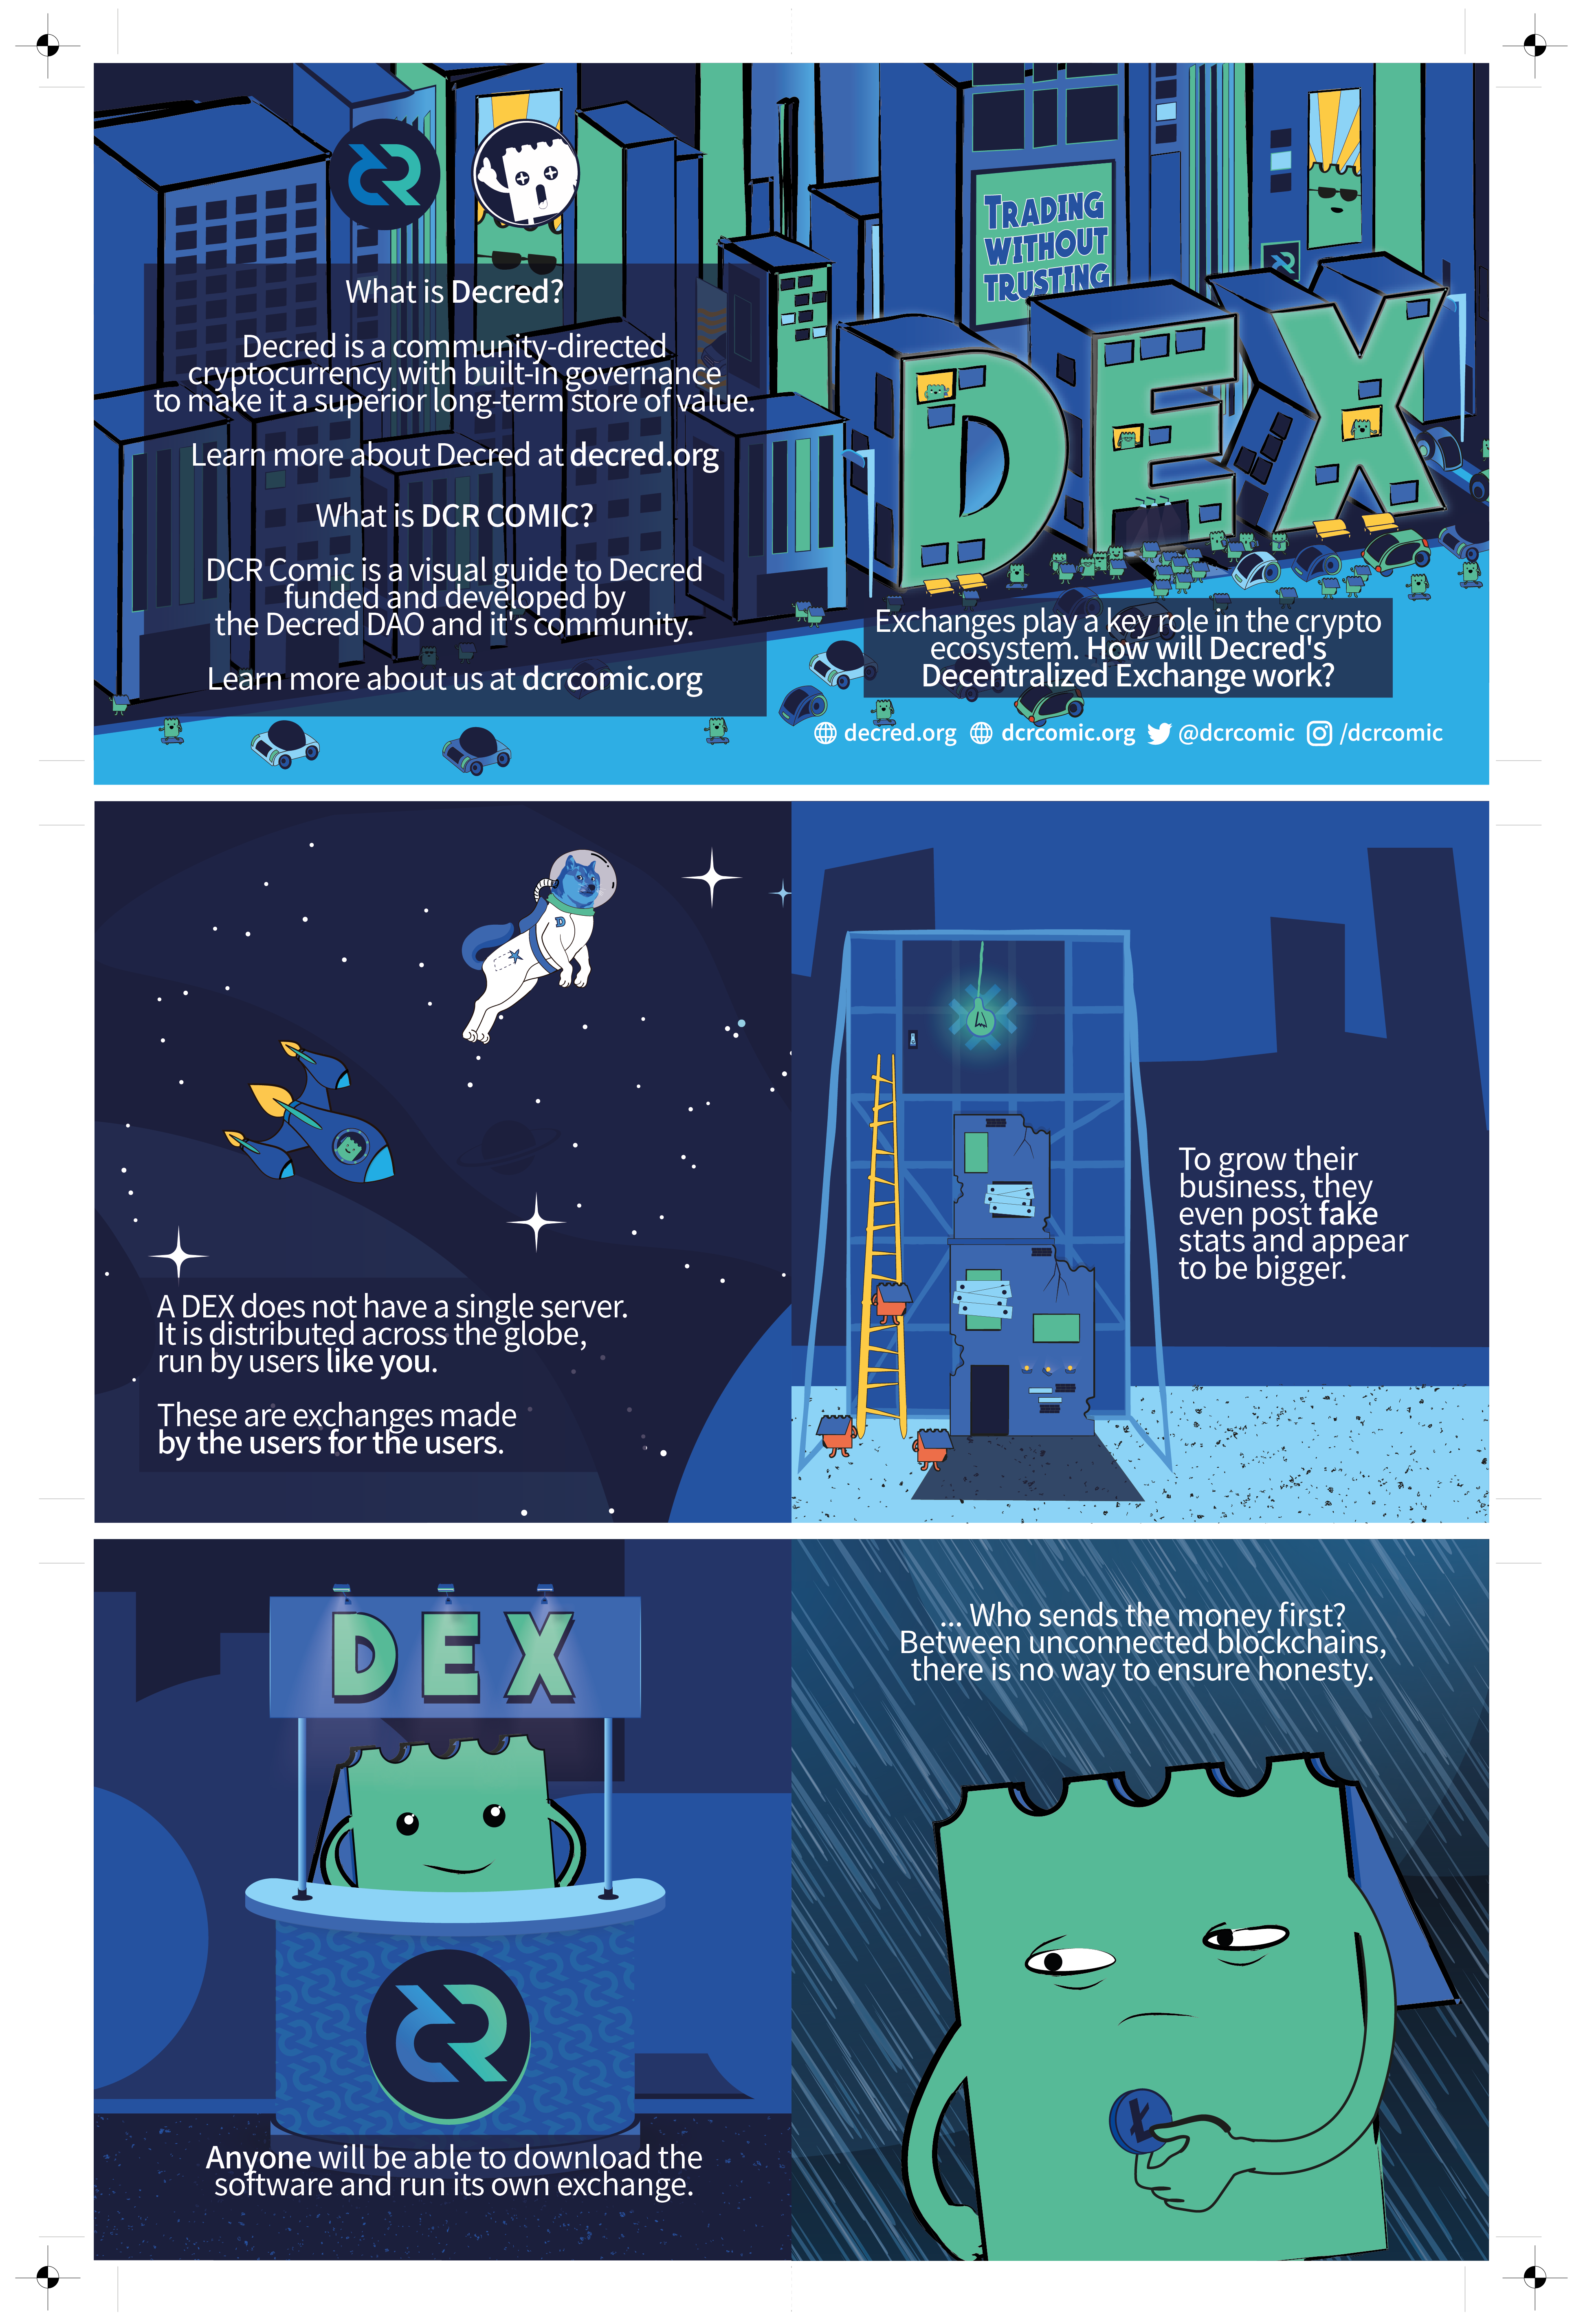 What is Decred?
Decred is a community-directed
cryptocurrency with built-in governance
to make it a superior long-term store of value.
Learn more about Decred at decred.org
What is DCR COMIC?
DCR Comic is a visual guide to Decred
funded and developed by
the Decred DAO and it's community.
Learn more about us at dcrcomic.org
TRADING
WITHOUT
TRUSTING
DEX
Exchanges play a key role in the crypto
ecosystem. How will Decred's
Decentralized Exchange work?
decred.org dcrcomic.org @dcrcomic /dcrcomic
D
A DEX does not have a single server.
It is distributed across the globe,
run by users like you.
These are exchanges made
by the users for the users.
To grow their
business, they
even post fake
stats and appear
to be bigger.
DEX
Anyone will be able to download the
software and run its own exchange.
... Who sends the money first?
Between unconnected blockchains,
there is no way to ensure honesty.